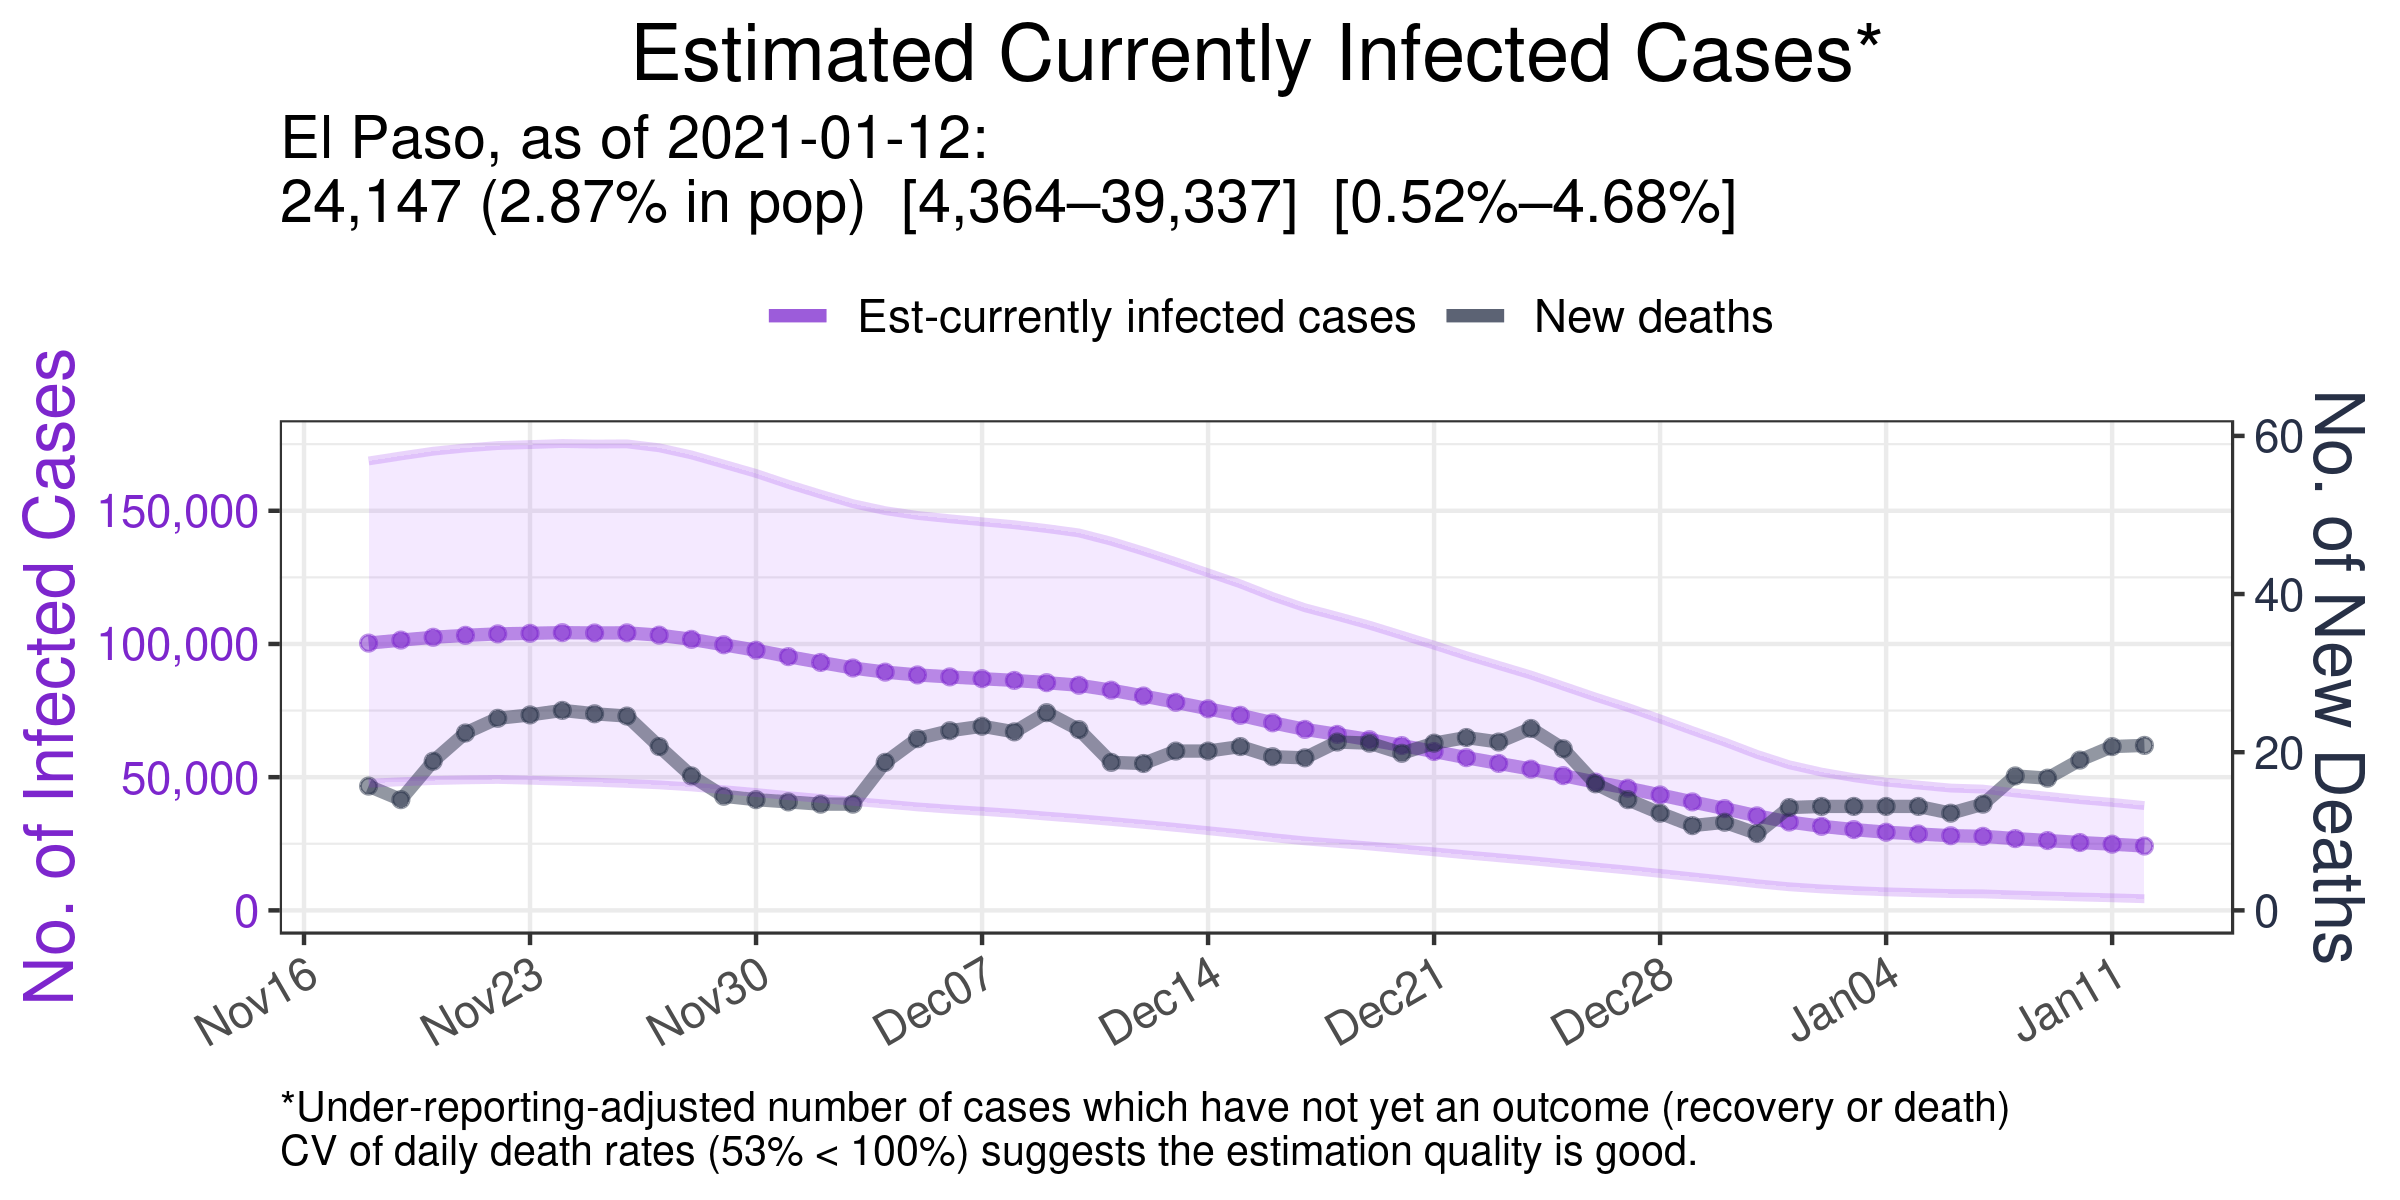 Estimated Currently Infected Cases*
El Paso, as of 2021-01-12:
24,147 (2.87% in pop)  [4,364–39,337]  [0.52%–4.68%]
Est-currently infected cases
New deaths
No. of Infected Cases
150,000
100,000
50,000
0
60
40
20
0
No. of New Deaths
Nov16
Nov23
Nov30
Dec07
Dec14
Dec21
Dec28
Jan04
Jan11
*Under-reporting-adjusted number of cases which have not yet an outcome (recovery or death)
CV of daily death rates (53% < 100%) suggests the estimation quality is good.